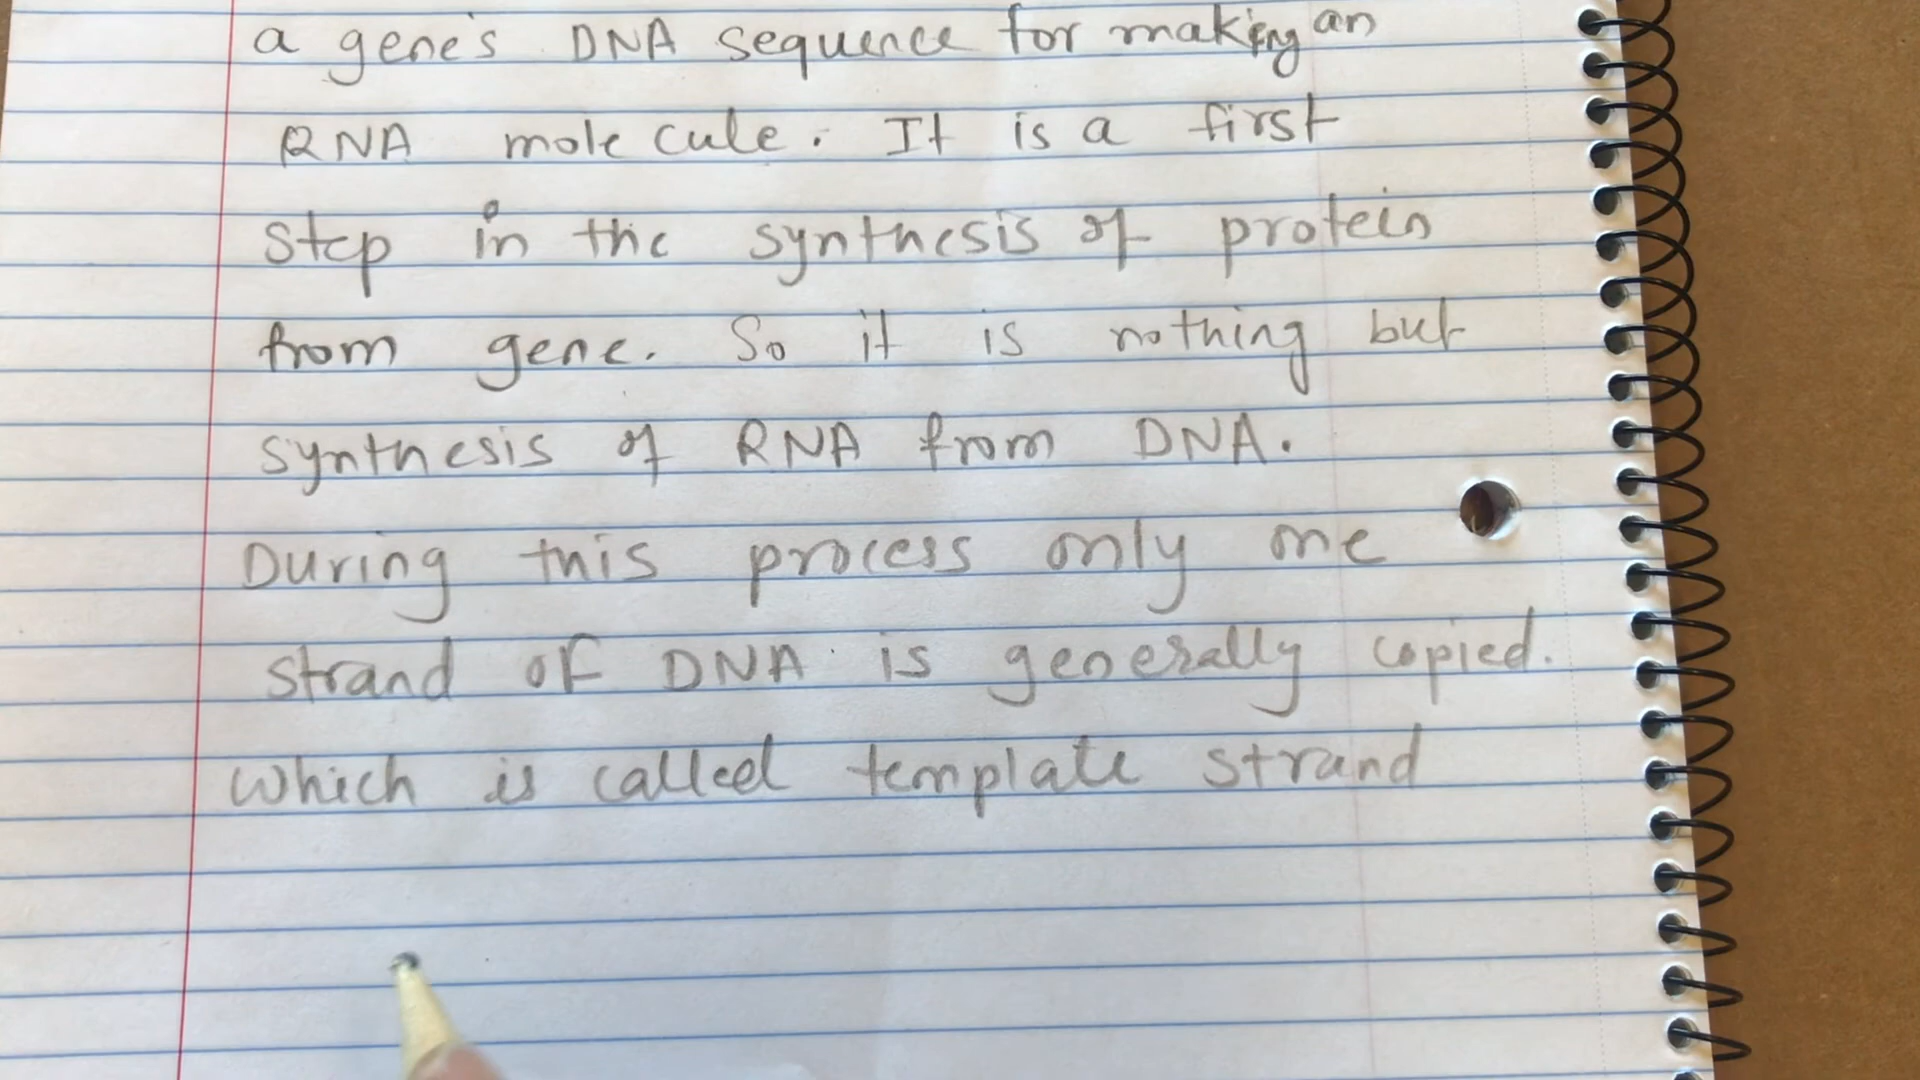 a gene's DNA sequence for making an
RNA molecule. It is a first
step in the synthesis of protein
from gene. So it is nothing but
synthesis of RNA from DNA.
During this process only one
strand of DNA is generally copied.
which is called template strand